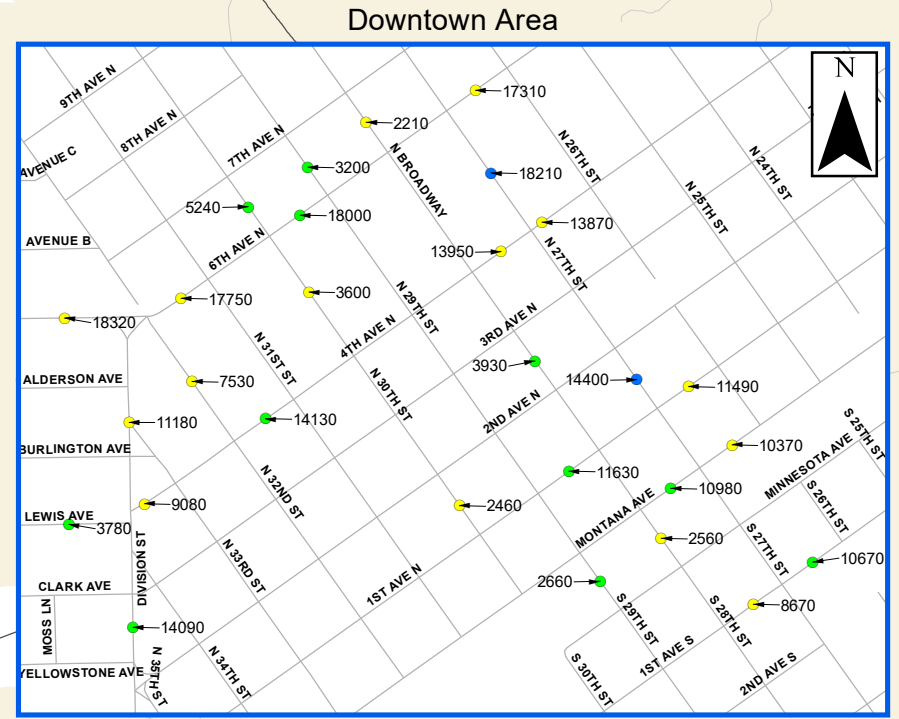 Downtown Area
N
9TH AVE N
17310
8TH AVE N
2210
7TH AVE N
AVENUE C
N BROADWAY
N 26TH ST
N 24TH ST
3200
18210
N 25TH ST
5240
18000
13870
AVENUE B
6TH AVE N
13950
N 27TH ST
17750
3600
N 29TH ST
18320
3RD AVE N
4TH AVE N
N 31ST ST
3930
ALDERSON AVE
7530
14400
11490
N 30TH ST
2ND AVE N
11180
14130
S 25TH ST
BURLINGTON AVE
10370
MINNESOTA AVE
11630
10980
N 32ND ST
S 26TH ST
9080
2460
MONTANA AVE
LEWIS AVE
3780
2560
S 27TH ST
DIVISION ST
N 33RD ST
10670
CLARK AVE
1ST AVE N
2660
8670
MOSS LN
14090
S 29TH ST
S 28TH ST
1ST AVE S
YELLOWSTONE AVE
N 35TH ST
N 34TH ST
S 30TH ST
2ND AVE S